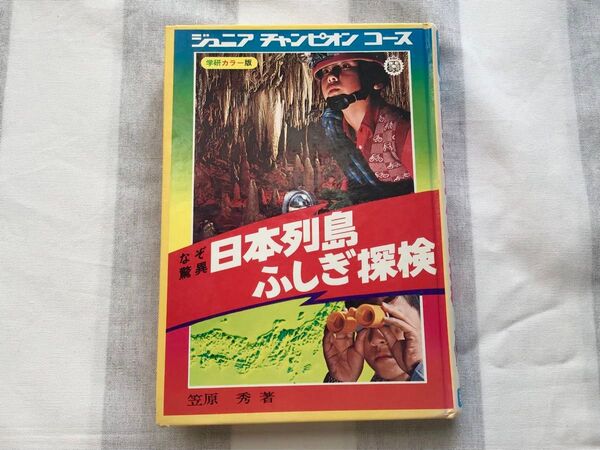 ジュニア チャンピオン コース
学研カラー版
なぞ
驚異
日本列島
ふしぎ探検
笠原 秀著